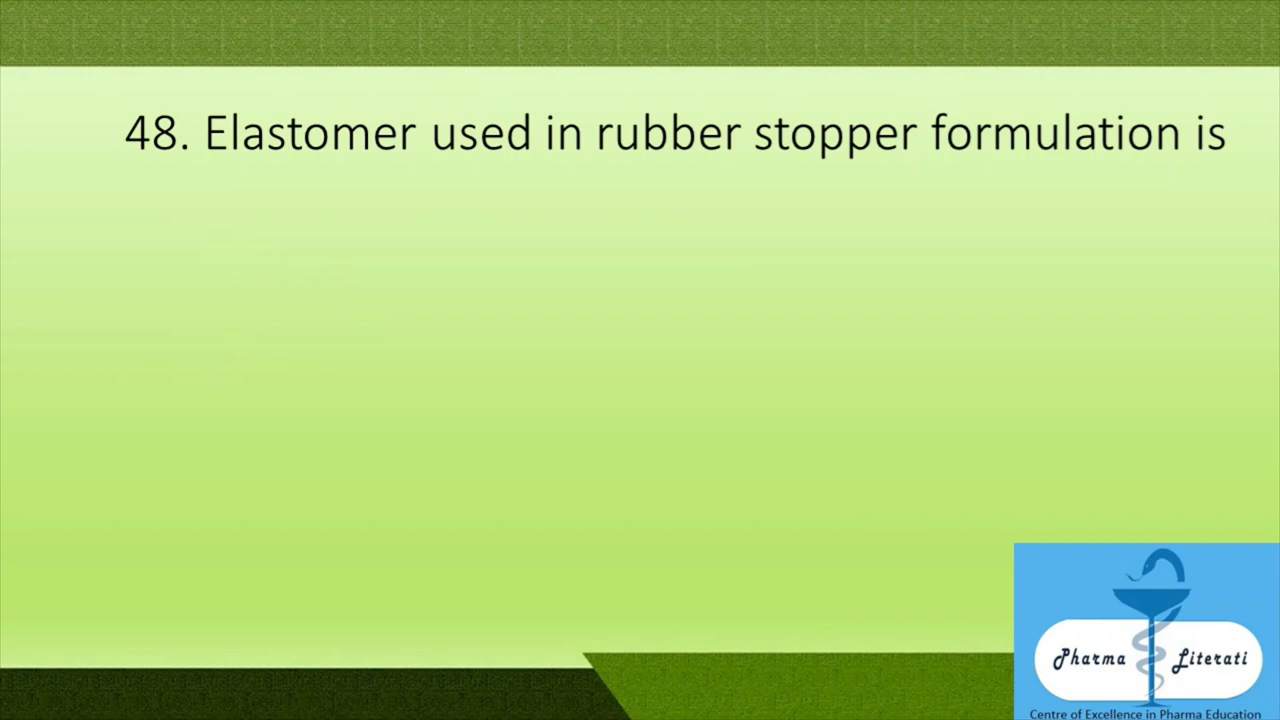 48. Elastomer used in rubber stopper formulation is
Pharma Literati
Centre of Excellence in Pharma Education